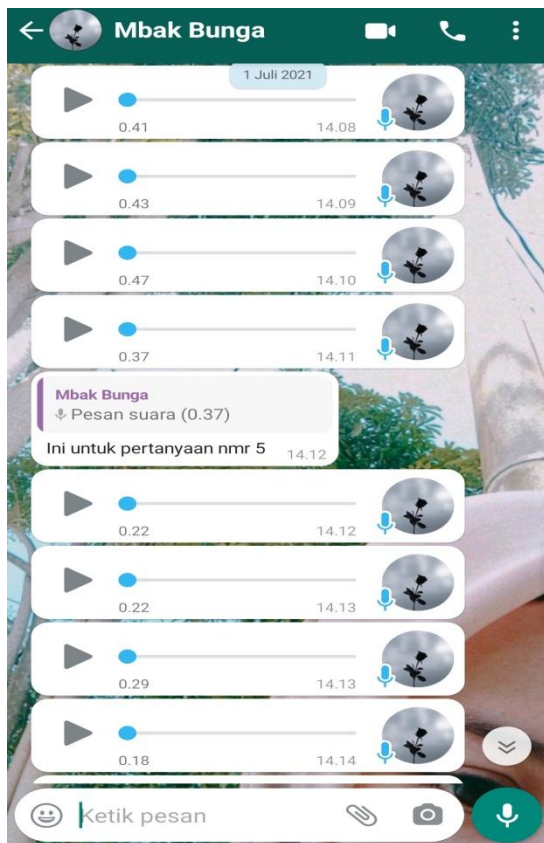 Mbak Bunga
1 Juli 2021
0.41 14.08
0.43 14.09
0.47 14.10
0.37 14.11
Mbak Bunga
Pesan suara (0.37)
Ini untuk pertanyaan nmr 5 14.12
0.22 14.12
0.22 14.13
0.29 14.13
0.18 14.14
Ketik pesan